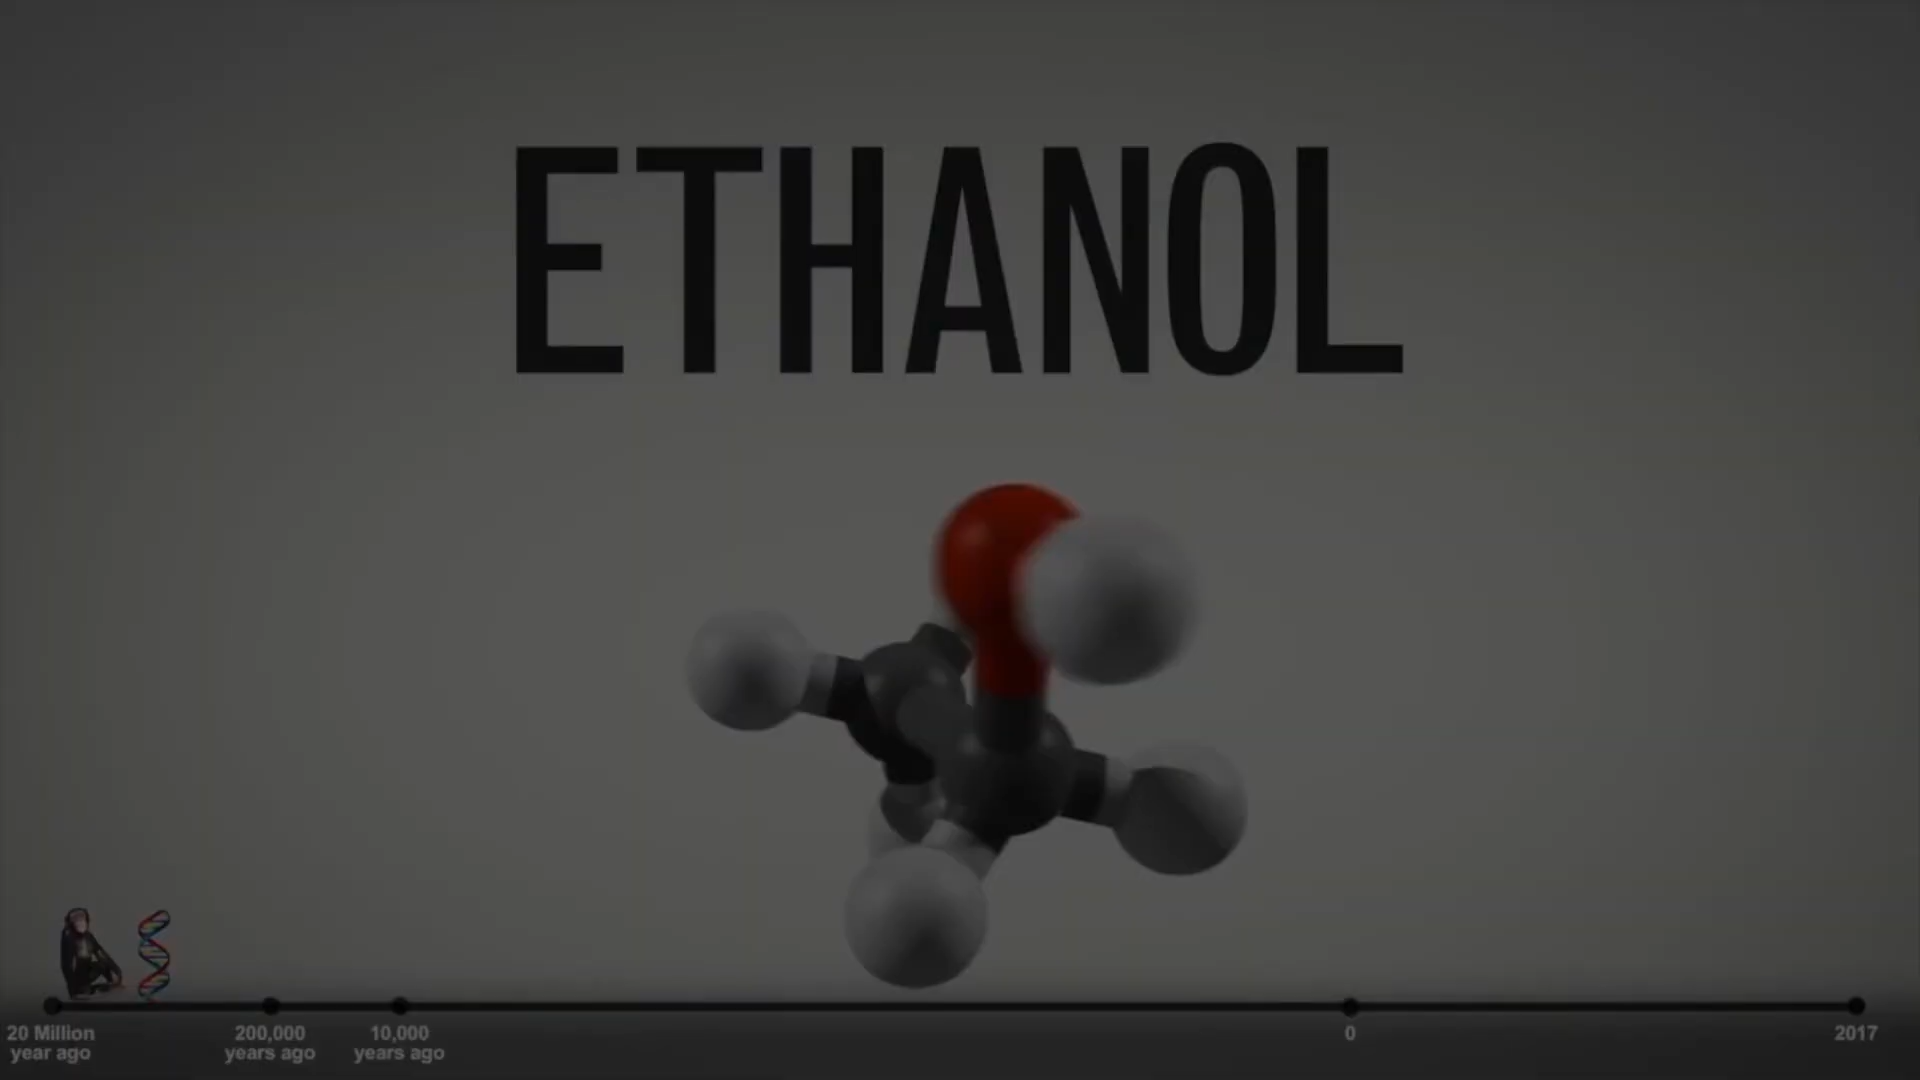 ETHANOL
20 Million
year ago
200,000
years ago
10,000
years ago
0
2017